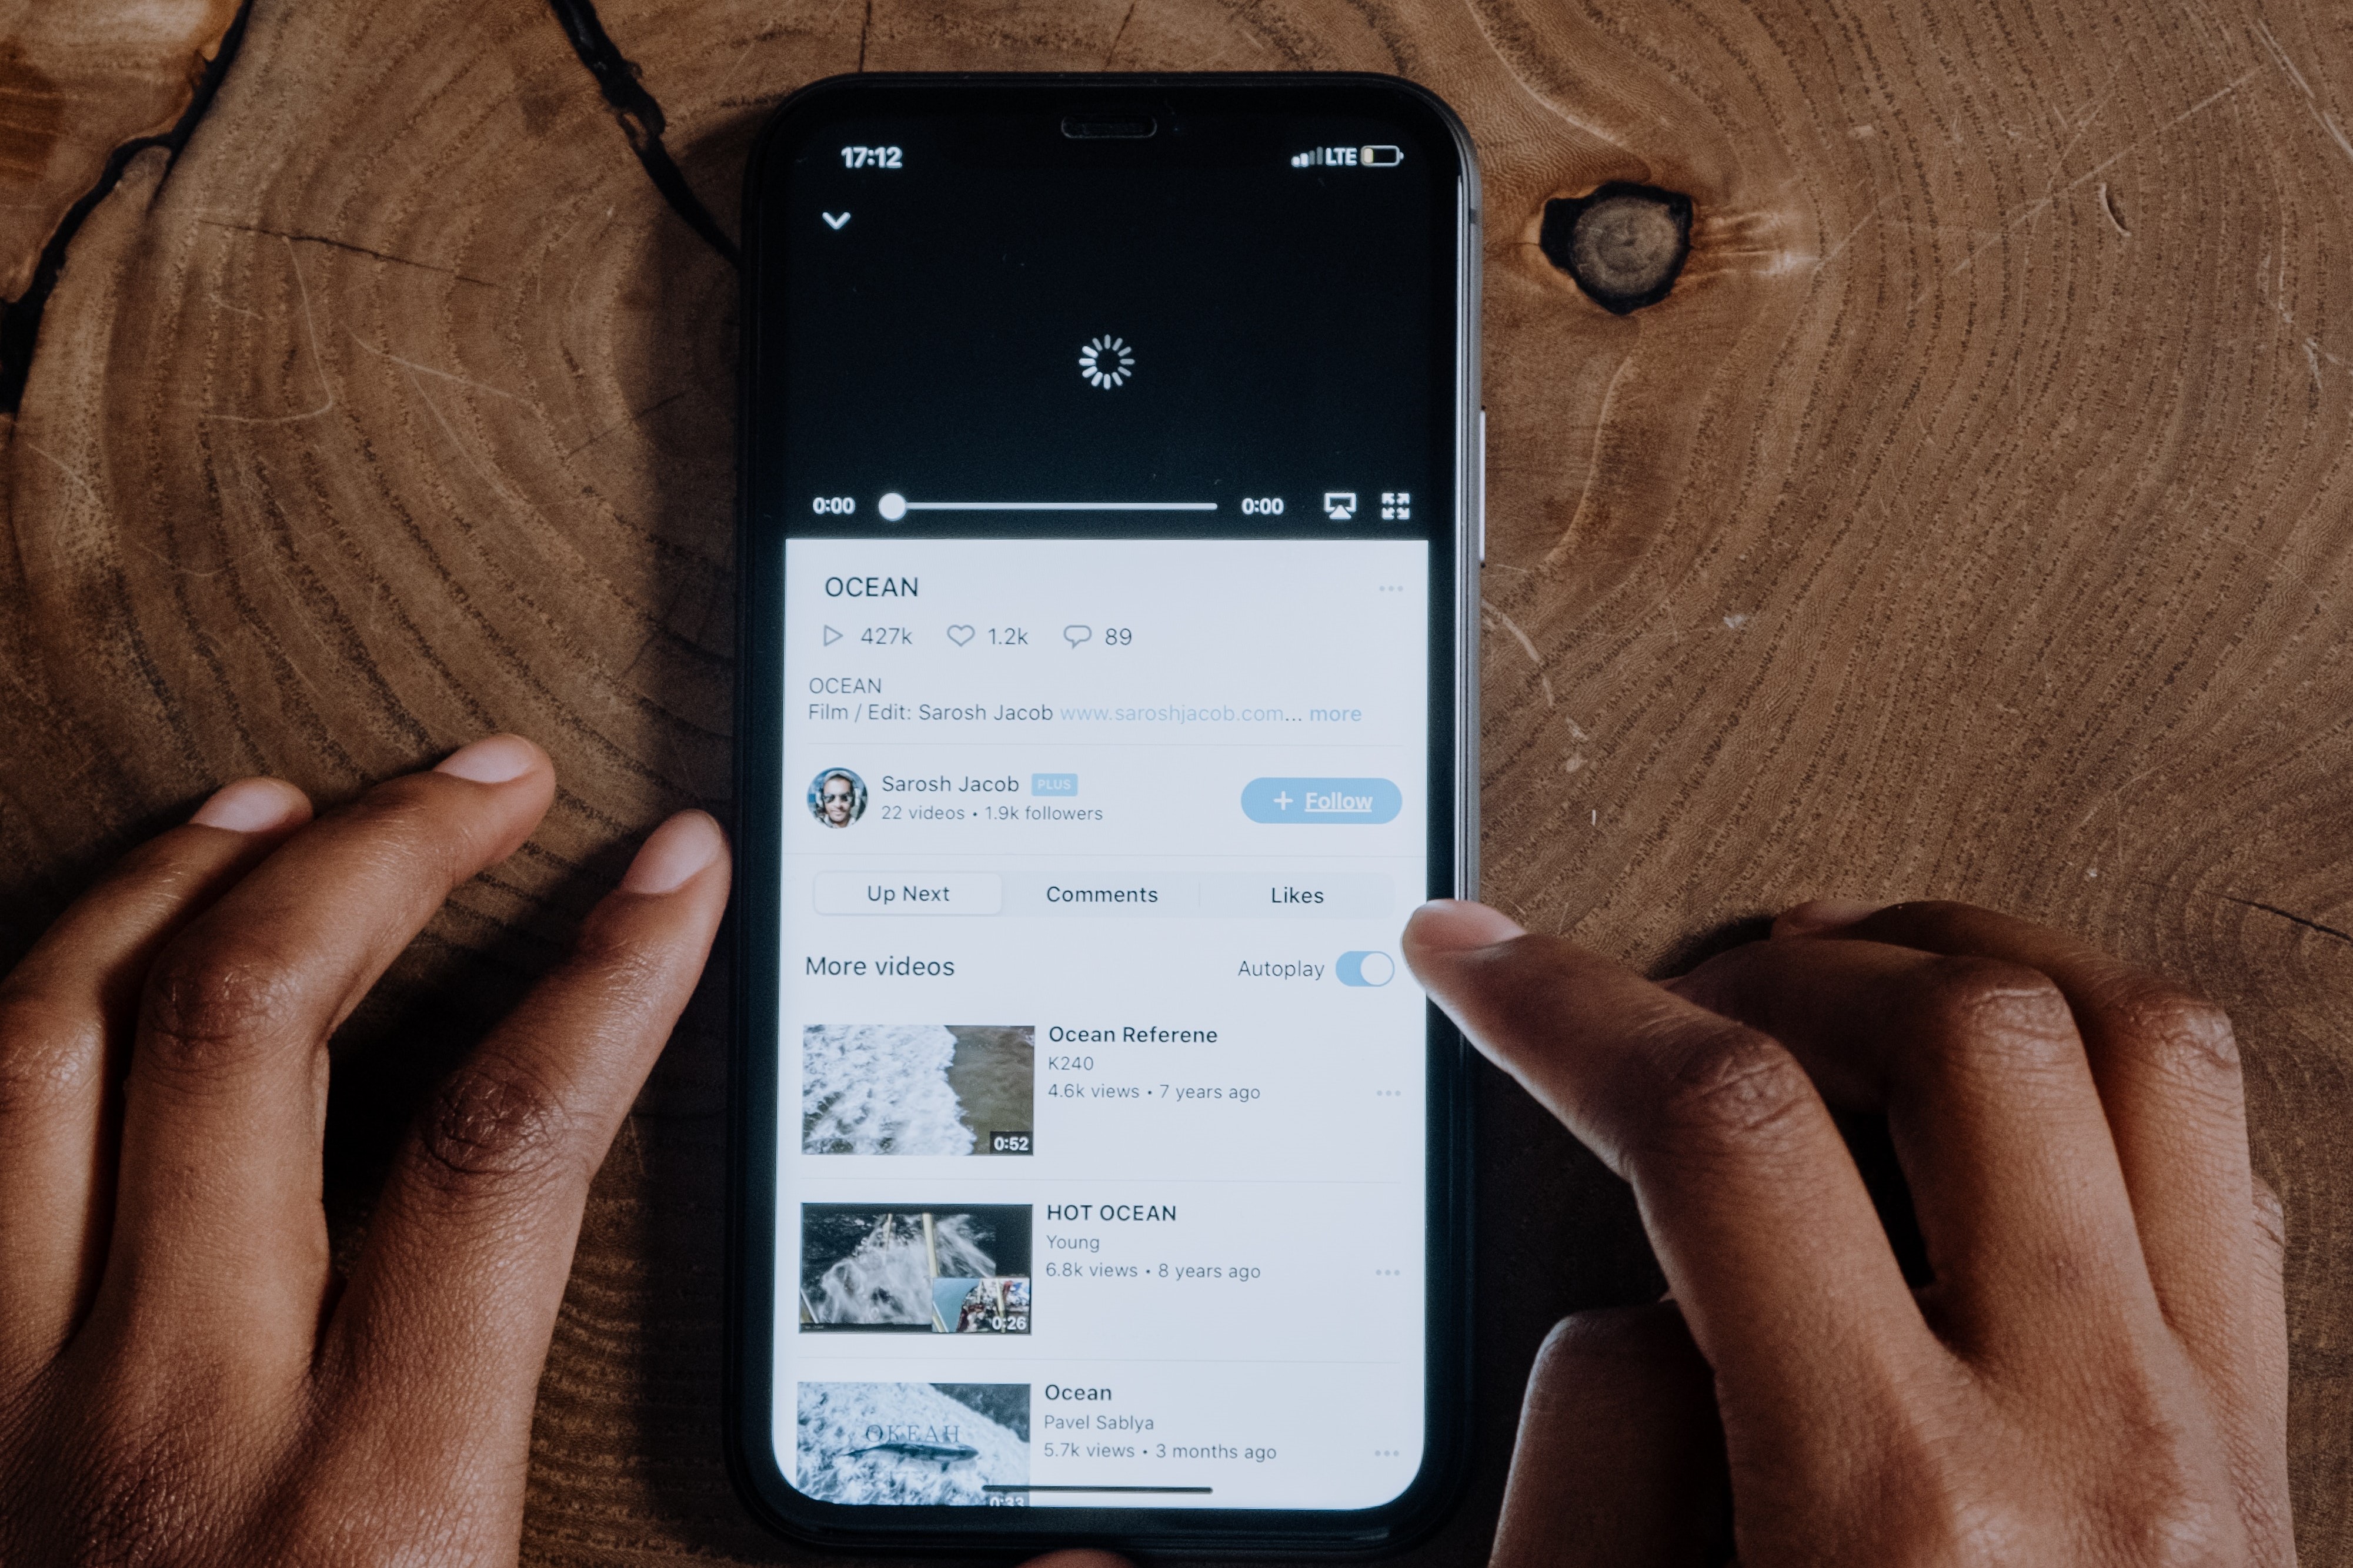 17:12 LTE
0:00 0:00
OCEAN
427k 1.2k 89
OCEAN
Film / Edit: Sarosh Jacob www.saroshjacob.com... more
Sarosh Jacob PLUS
22 videos • 1.9k followers
+ Follow
Up Next Comments Likes
More videos Autoplay
Ocean Referene
K240
4.6k views • 7 years ago
0:52
HOT OCEAN
Young
6.8k views • 8 years ago
0:26
Ocean
Pavel Sablya
5.7k views • 3 months ago
ОКЕАН
0:33